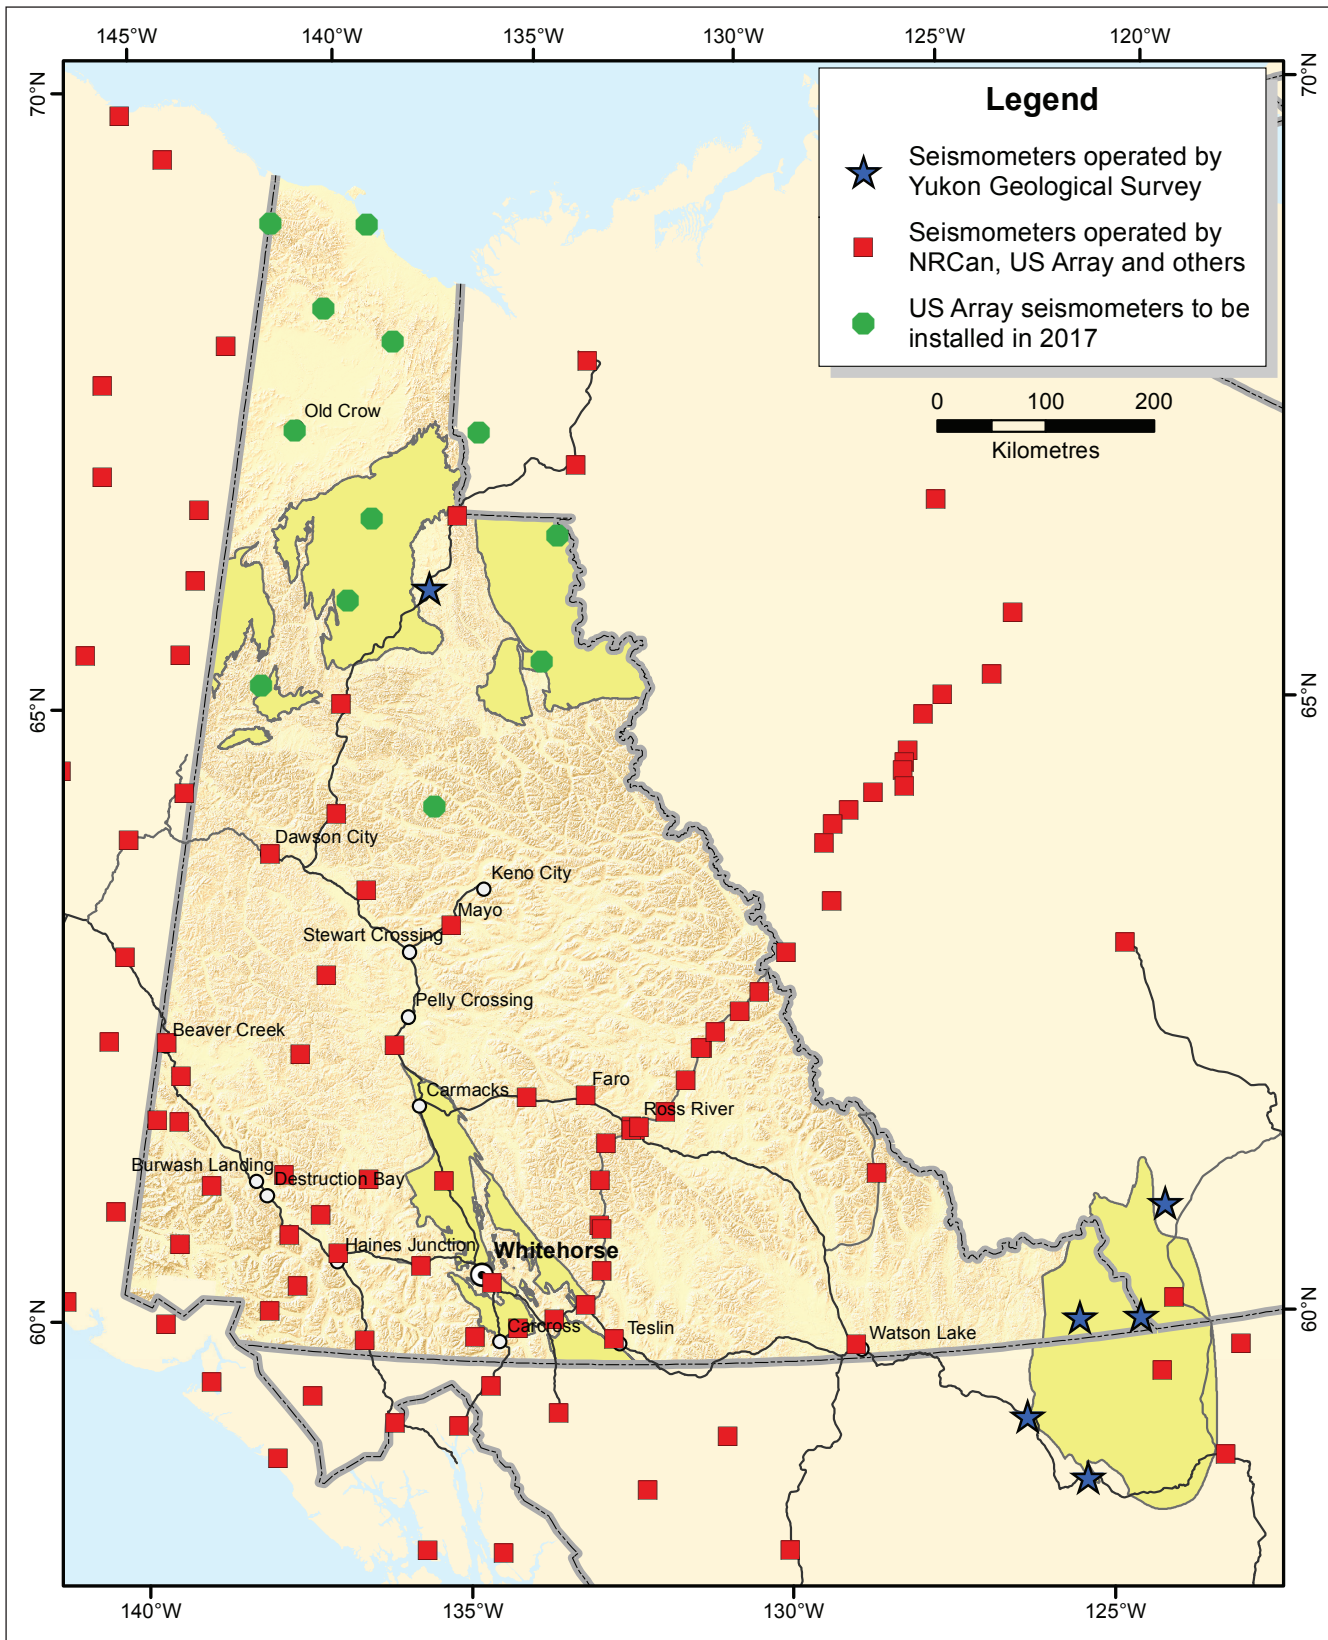 145°W
140°W
135°W
130°W
125°W
120°W
70°N
70°N
Legend
Seismometers operated by
Yukon Geological Survey
Seismometers operated by
NRCan, US Array and others
US Array seismometers to be
installed in 2017
0
100
200
Kilometres
Old Crow
65°N
65°N
Dawson City
Keno City
Mayo
Stewart Crossing
Pelly Crossing
Beaver Creek
Faro
Carmacks
Ross River
Burwash Landing
Destruction Bay
Haines Junction
Whitehorse
60°N
60°N
Carcross
Teslin
Watson Lake
140°W
135°W
130°W
125°W